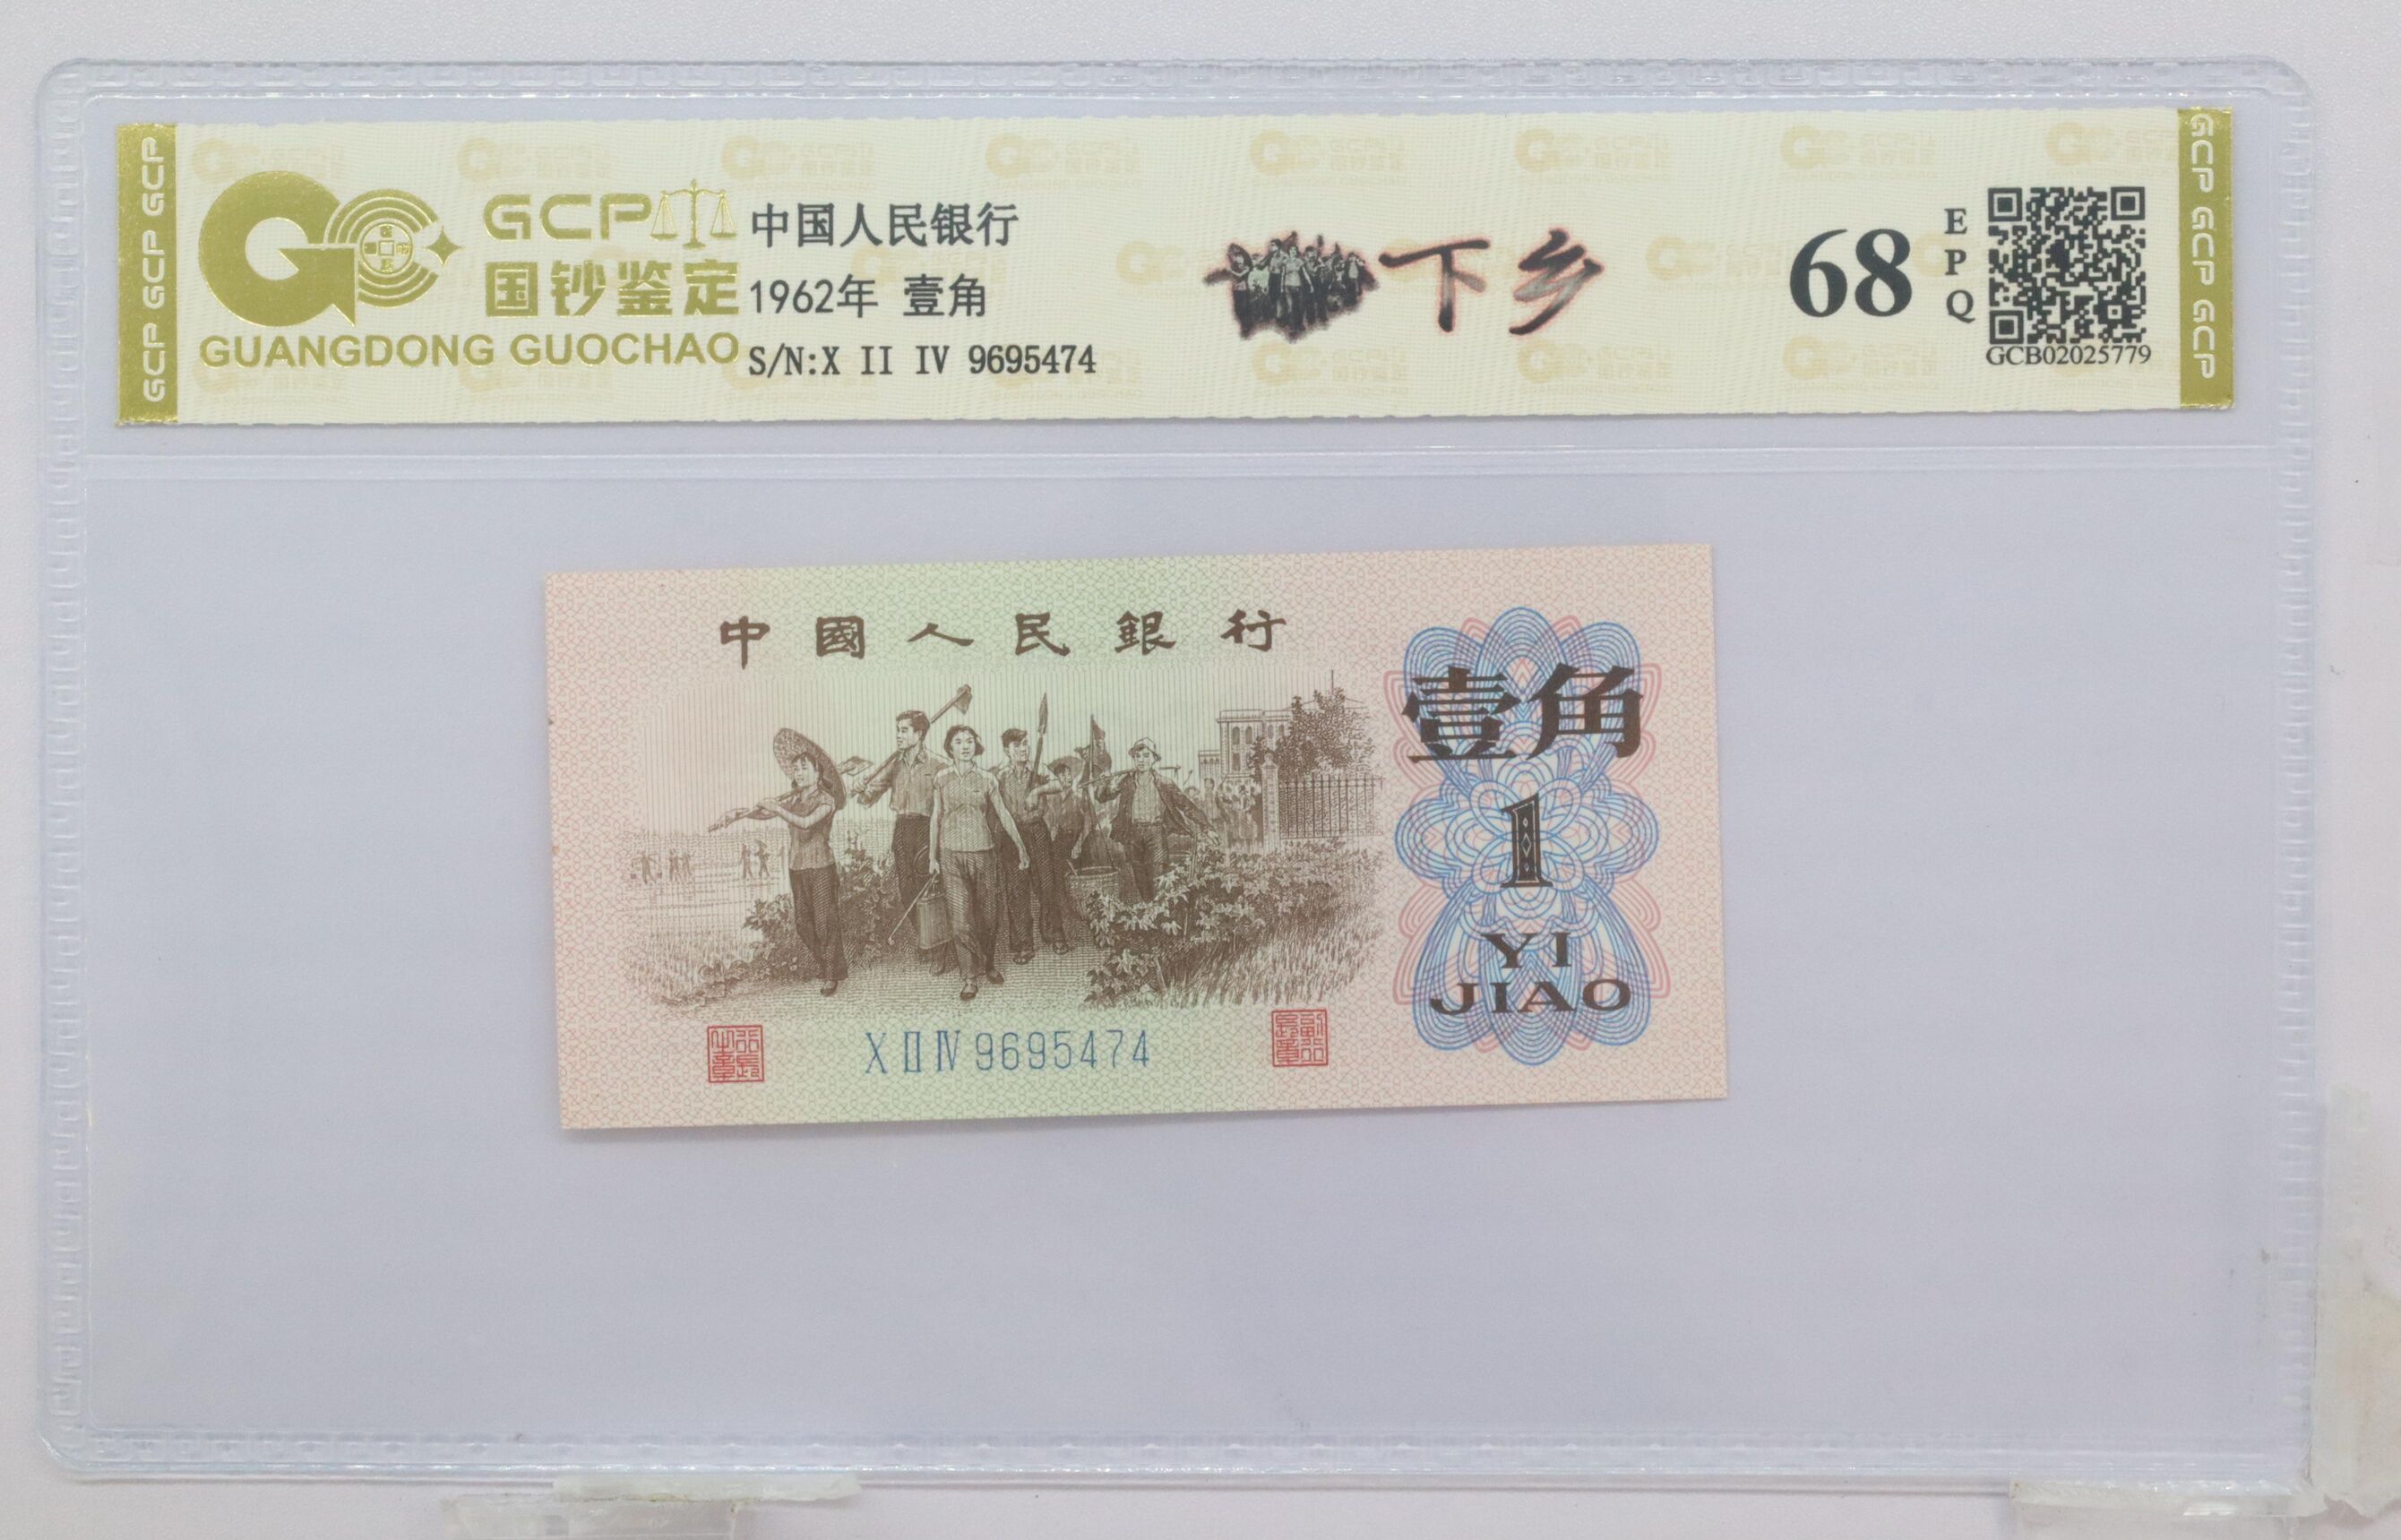 GCP GCP GCP
GCP
国钞鉴定
GUANGDONG GUOCHAO
中国人民银行
1962年 壹角
S/N:X II IV 9695474
下乡
68
EPQ
GCB02025779
GCP GCP GCP
中國人民銀行
壹角
1
YI
JIAO
X II IV 9695474